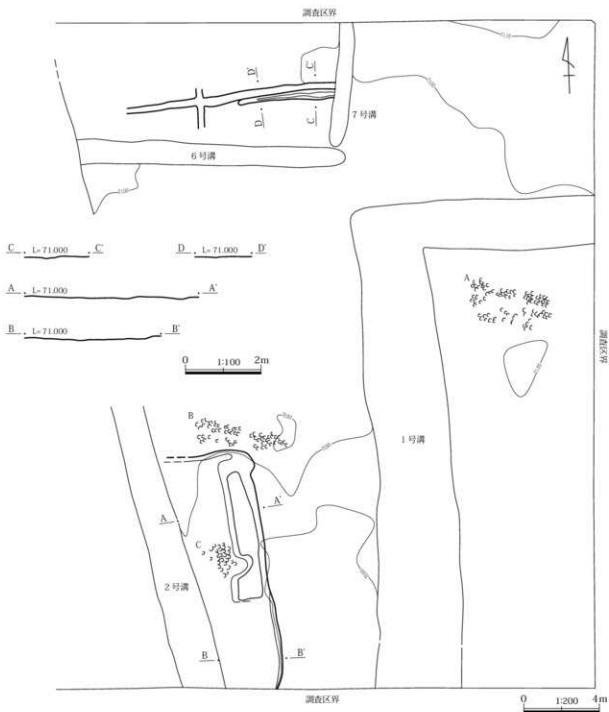 調査区界
D'
C'
D
C
7号溝
6号溝
C L=71.000 C'
D L=71.000 D'
A
A L=71.000 A'
B L=71.000 B'
調査区界
0 1:100 2m
B
1号溝
A'
A
C
2号溝
B
B'
調査区界
0 1:200 4m